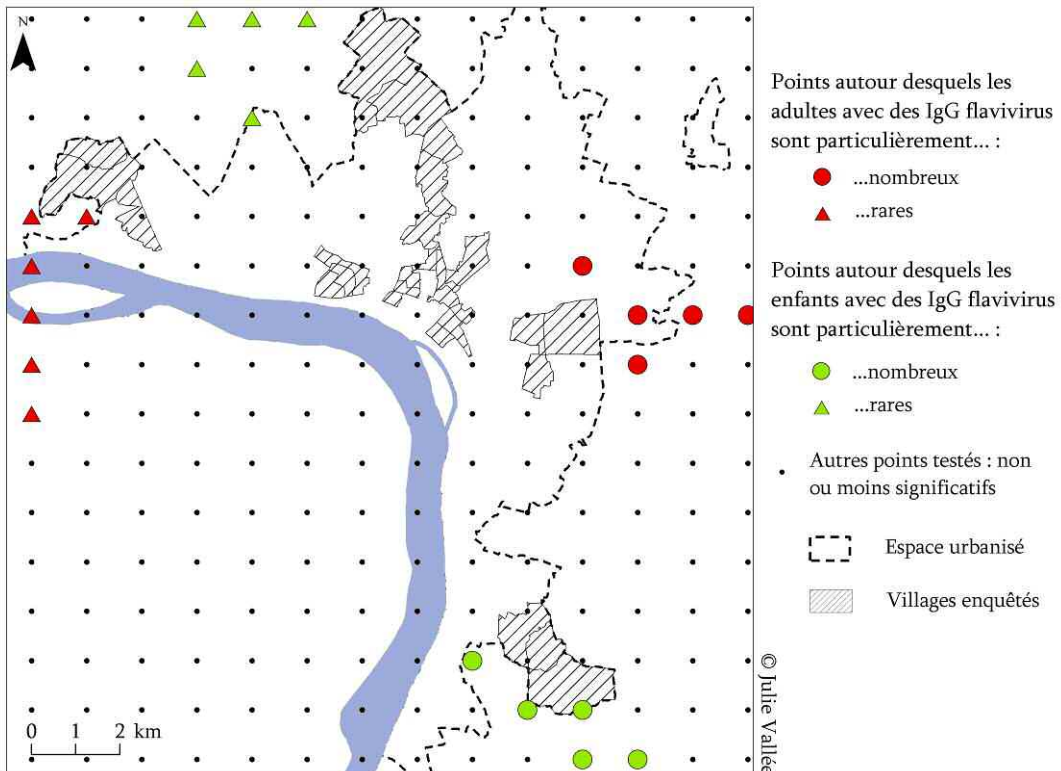 N
Points autour desquels les
adultes avec des IgG flavivirus
sont particulièrement... :
...nombreux
...rares
Points autour desquels les
enfants avec des IgG flavivirus
sont particulièrement... :
...nombreux
...rares
Autres points testés : non
ou moins significatifs
Espace urbanisé
Villages enquêtés
© Julie Vallée
0 1 2 km